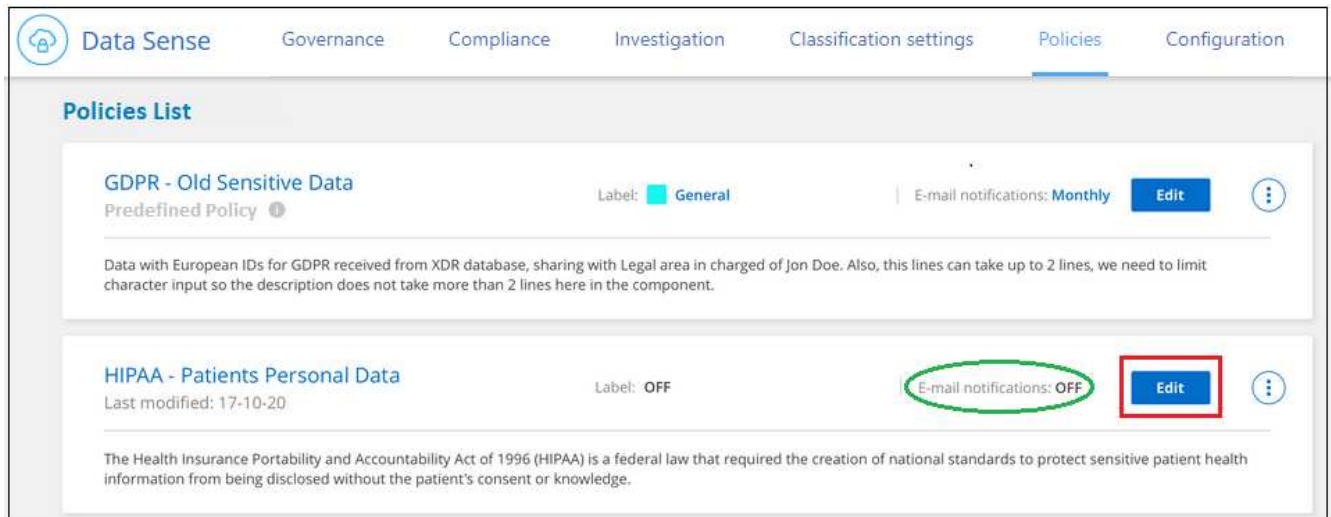 Data Sense Governance Compliance Investigation Classification settings Policies Configuration
Policies List
GDPR - Old Sensitive Data
Predefined Policy
Label: General
E-mail notifications: Monthly
Edit
Data with European IDs for GDPR received from XDR database, sharing with Legal area in charged of Jon Doe. Also, this lines can take up to 2 lines, we need to limit
character input so the description does not take more than 2 lines here in the component.
HIPAA - Patients Personal Data
Last modified: 17-10-20
Label: OFF
E-mail notifications: OFF
Edit
The Health Insurance Portability and Accountability Act of 1996 (HIPAA) is a federal law that required the creation of national standards to protect sensitive patient health
information from being disclosed without the patient's consent or knowledge.